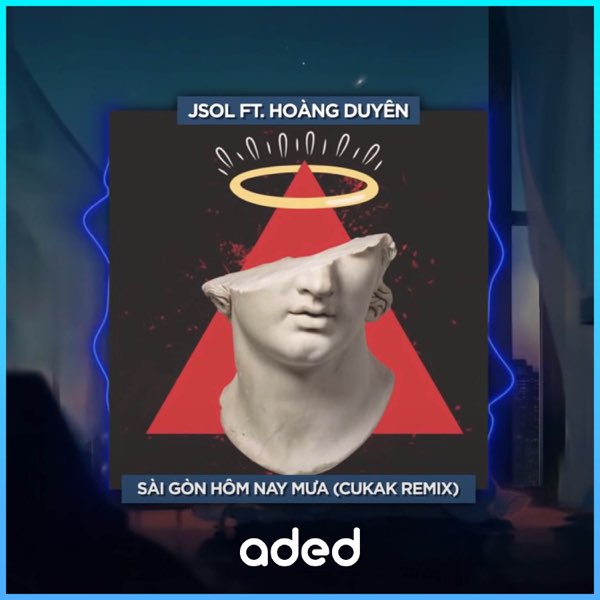 JSOL FT. HOÀNG DUYÊN
SÀI GÒN HÔM NAY MƯA (CUKAK REMIX)
aded